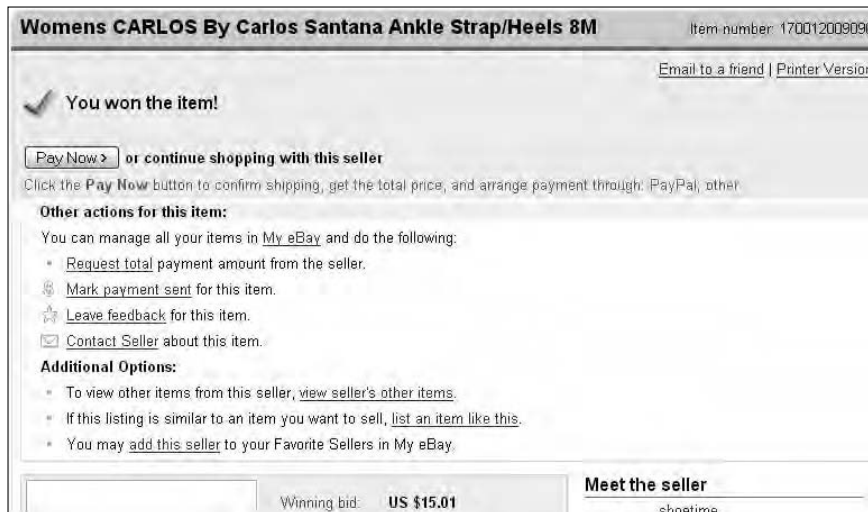 Womens CARLOS By Carlos Santana Ankle Strap/Heels 8M Item number: 17001200909
Email to a friend | Printer Version
You won the item!
Pay Now > or continue shopping with this seller
Click the Pay Now button to confirm shipping, get the total price, and arrange payment through: PayPal, other.
Other actions for this item:
You can manage all your items in My eBay and do the following:
Request total payment amount from the seller.
Mark payment sent for this item.
Leave feedback for this item.
Contact Seller about this item.
Additional Options:
To view other items from this seller, view seller's other items.
If this listing is similar to an item you want to sell, list an item like this.
You may add this seller to your Favorite Sellers in My eBay.
Meet the seller
Winning bid: US $15.01
shoetime